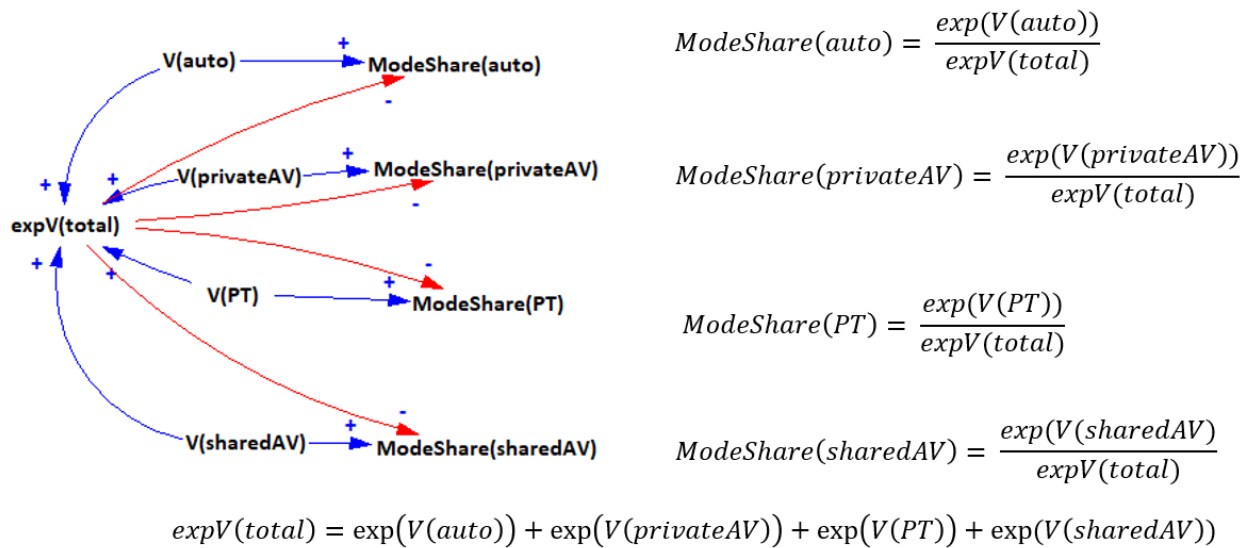 V(auto)
ModeShare(auto)
V(privateAV)
ModeShare(privateAV)
expV(total)
V(PT)
ModeShare(PT)
V(sharedAV)
ModeShare(sharedAV)
+
+
-
+
+
-
+
+
-
+
+
-
ModeShare(auto) = exp(V(auto)) / expV(total)
ModeShare(privateAV) = exp(V(privateAV)) / expV(total)
ModeShare(PT) = exp(V(PT)) / expV(total)
ModeShare(sharedAV) = exp(V(sharedAV) / expV(total)
expV(total) = exp(V(auto)) + exp(V(privateAV)) + exp(V(PT)) + exp(V(sharedAV))